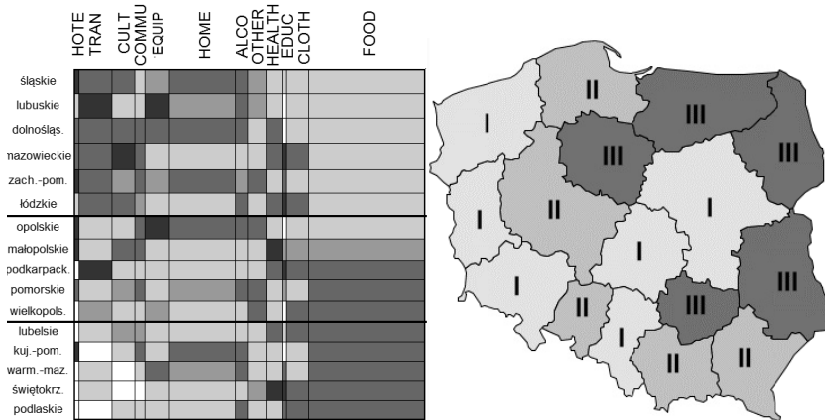 HOTE TRAN CULT COMMU EQUIP HOME ALCO OTHER HEALTH EDUC CLOTH FOOD
śląskie
lubuskie
dolnośląs.
mazowieckie
zach.-pom.
łódzkie
opolskie
małopolskie
podkarpack.
pomorskie
wielkopols.
lubelsie
kuj.-pom.
warm.-maz.
świętokrz.
podlaskie
I II III III
III
I II I
I
I II I III III
II II